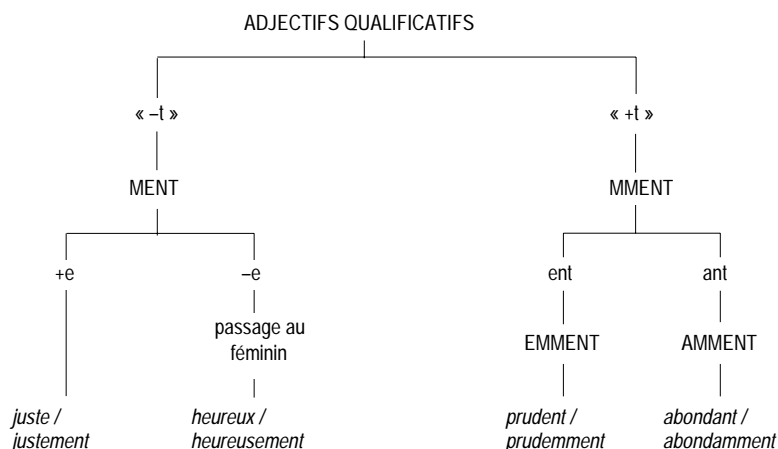 ADJECTIFS QUALIFICATIFS
« –t » « +t »
MENT MMENT
+e –e ent ant
passage au
féminin
EMMENT AMMENT
juste / heureux / prudent / abondant /
justement heureusement prudemment abondamment